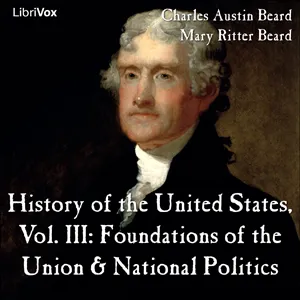 LibriVox
Charles Austin Beard
Mary Ritter Beard
History of the United States,
Vol. III: Foundations of the
Union & National Politics